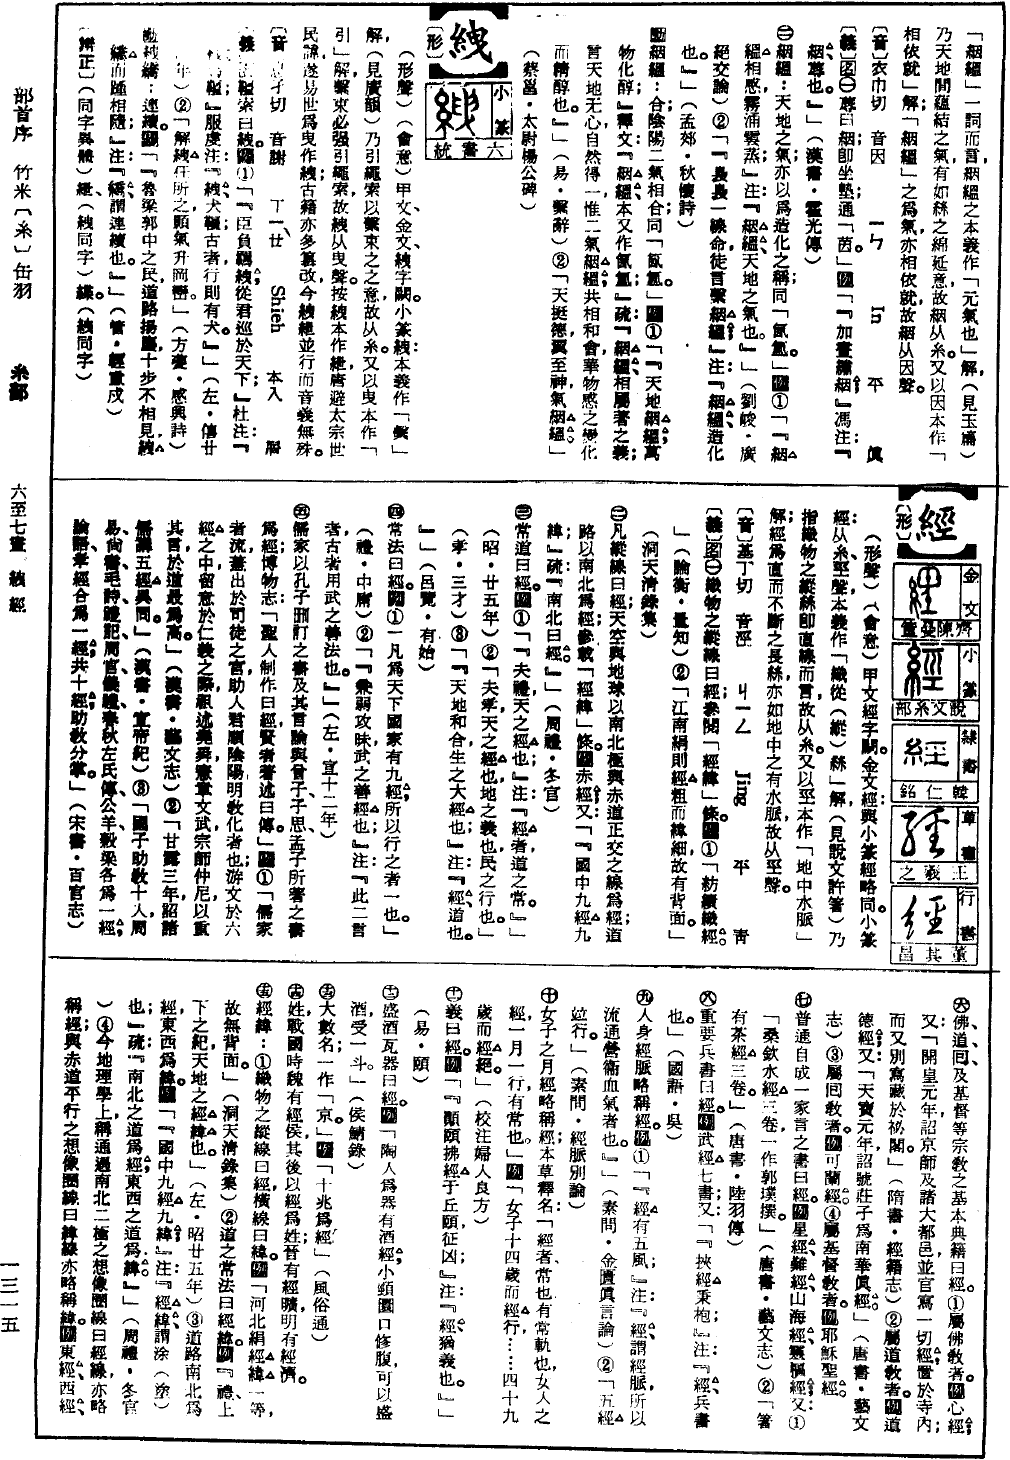 「絪縕」一詞而言絪縕之本義作「元氣也」解（見玉篇）
乃天地間蘊結之氣有如絲之綿延意故絪从糸又以因本作「
相依就」解「絪縕」之爲氣亦相依就故絪从因聲。
〔音〕衣巾切 音因 ㄧㄣ In 平 眞
〔義〕名㊀蓐曰絪卽坐墊通「茵」例「『加畫繡絪』馮注：『
絪蓐也』」（漢書・霍光傳）
㊁絪縕：天地之氣亦以爲造化之稱；同「氤氳。」例①「『絪
縕相感，霧涌雲蒸』注：『絪縕天地之氣也。』」（劉峻・廣
絕交論）②「『長長一線命徒言繫絪縕』注：『絪縕造化
也。』」（孟郊・秋懷詩）
動絪縕：合陰陽二氣相合同「氤氳。」例①「『天地絪縕，萬
物化醇』釋文：『絪縕本又作氤氳』疏：『絪縕相附著之義；
言天地无心自然得一，惟二氣絪縕，共相和會，萬物感之變化
而精醇也。』」（易・繫辭）②「天挺德翼，至神氣絪縕」
（蔡邕・太尉楊公碑）
絏
〔形〕
小篆
六書統
（形聲）（會意）甲文、金文絏字闕。小篆絏本義作「繫」
解（見廣韻）乃引繩索以繫束之之意，故从糸又以曳本作「
引」解，繫束必强引繩索，故絏从曳聲。按絏本作紲，唐避太宗世
民諱，遂易世爲曳作絏；古籍亦多纂改，今絏紲並行而音義無殊。
切 音 ㄒㄧㄝˋ Shieh 本入 屑
索曰絏例①「『臣負羈絏從君巡於天下』；杜注：『
』服虔注：『絏，犬韁；古者行則有犬。』」（左・僖廿
年）②「解絏任所之，顥氣升岡巒」（方夔・感興詩）
動絏繑：連續例「『魯梁郭中之民，道路揚塵，十步不相見，絏
繑而踵相隨。』注：『繑謂連續也。』」（管・輕重戊）
〔辨正〕（同字異體）紲（絏同字）緤（絏同字）
經
〔形〕
金文
齊陳曼簠
小篆
說文系部
隸書
韓仁銘
草書
王羲之
行書
董其昌
（形聲）（會意）甲文經字闕。金文經與小篆經略同，小篆
經：从糸，巠聲，本義作「織從（縱）絲」解（見說文許箸）乃
指織物之縱絲卽直線而言，故从糸。又以巠本作「地中水脈」
解，經爲直而不斷之長絲，亦如地中之有水脈，故从巠聲。
〔音〕基丁切 音涇 ㄐㄧㄥ Jing 平 靑
〔義〕名㊀織物之縱線曰經，參閱「經緯」條。例①「紡績織經。
」（論衡・量知）②「江南絹則經粗而緯細，故有背面。」
（洞天清錄集）
㊁凡縱線曰經：天空與地球以南北極與赤道正交之線爲經；道
路以南北爲經，參載「經緯」條。例赤經又：「『國中九經九
緯』疏：『南北曰經』」（周禮・冬官）
㊂常道曰經。例①「『夫禮，天之經也』注：『經者，道之常。』」
（昭・廿五年）②「夫孝，天之經也，地之義也，民之行也。」
（孝・三才）③「『天地和合，生之大經也』；注：『經，道也。
』」（呂覽・有始）
㊃常法曰經。例①「凡爲天下國家有九經，所以行之者一也。」
（禮・中庸）②「『兼弱攻昧，武之善經也』；注：『此二言
者，古者用武之善法也。』」（左・宣十二年）
㊄儒家以孔子刪訂之書及其言論與曾子、子思、孟子所著之書
爲經；博物志「聖人制作曰經，賢者著述曰傳。」例①「儒家
者流，蓋出於司徒之官，助人君順陰陽，明教化者也。游文於六
經之中，留意於仁義之際，祖述堯舜，憲章文武，宗師仲尼，以重
其言，於道最爲高。」（漢書・藝文志）②「甘露三年，詔諸
儒講五經異同。」（漢書・宣帝紀）③「國子助教十人，周
易、尙書、毛詩、禮記、周官、儀禮、春秋左氏傳、公羊、穀梁各爲一經；
論語、孝經合爲一經；共十經，助教分掌。」（宋書・百官志）
㊅佛、道、回及基督等宗教之基本典籍曰經。①屬佛教者。例心經；
又：「開皇元年，詔京師及諸大都邑，並官寫一切經，置於寺內；
而又別寫藏於祕閣。」（隋書・經籍志）②屬道教者。例道
德經；又：「天寶元年，詔號莊子爲南華眞經。」（唐書・藝文
志）③屬回教者。例可蘭經。④屬基督教者。例耶穌聖經。
㊆普通自成一家言之書曰經。例星經、難經、山海經、又①
「桑欽水經三卷，一作郭璞撰」（唐書・藝文志）②「箸
有茶經三卷。」（唐書・陸羽傳）
㊇重要兵書曰經。例武經七書；又：「『挾經秉枹』注：『經，兵書
也』」（國語・吳）
㊈人身經脈略稱經。例①「『經有五風』注：『經謂經脈，所以
流通營衞血氣者也。』」（素問・金匱眞言論）②「五經
竝行」（素問・經脈別論）
㊉女子之月經略稱經；本草釋名「經者，常也，有常軌也。女人之
經，一月一行，有常也。」例「女子十四歲而經行……四十九
歲而經絕」（校注婦人良方）
㊉㊀義曰經。例「『顚頤，拂經于丘頤，征凶』注：『經猶義也』」
（易・頤）
盛酒瓦器曰經。例「陶人爲器，有酒經，小頸圜口修腹，可以盛
酒受一斗。」（侯鯖錄）
大數名，一作「京」例「十兆爲經」（風俗通）
姓，戰國時魏有經侯，其後以經爲姓，晉有經曠，明有經濟。
經緯：①織物之縱線曰經，橫線曰緯。例「河北絹，經緯一等，
故無背面」（洞天清錄集）②道之常法曰經緯。例「『禮，上
下之紀，天地之經緯也』」（左・昭廿五年）③道路南北爲
經，東西爲緯。例「『國中九經九緯』注：『經緯謂涂（塗）
也』疏：『南北之道爲經，東西之道爲緯。』」（周禮・冬官
）④今地理學上稱通過南北二極之想像圈線曰經線，亦略
稱經；與赤道平行之想像圈線曰緯線，亦略稱緯。例東經、西經；
部首序 竹米〔糸〕缶羽
糸部
六至七畫 絏 經
一三一五